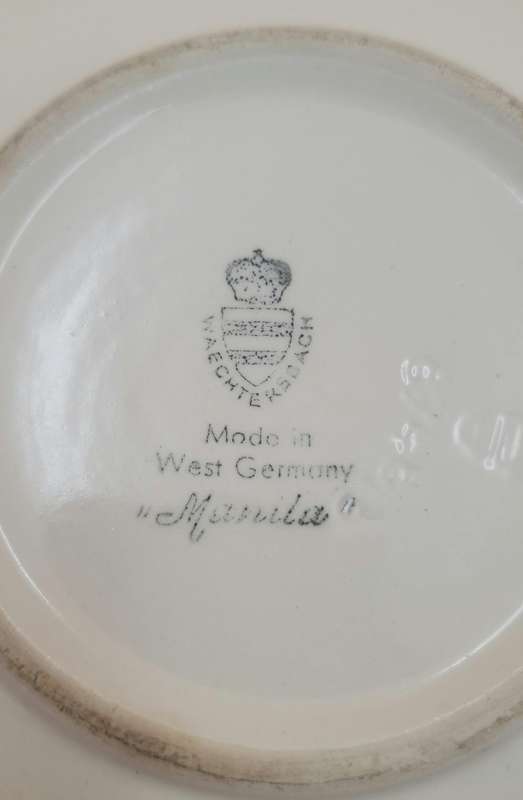 WAECHTERSBACH
Made in
West Germany
"Manila"